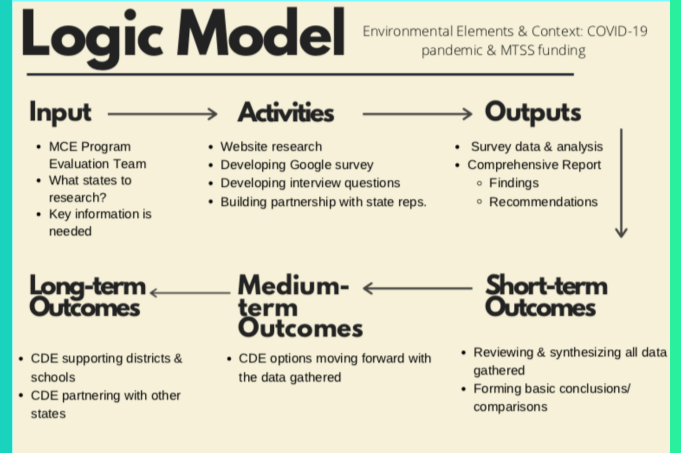 Logic Model
Environmental Elements & Context: COVID-19
pandemic & MTSS funding
Input
Activities
Outputs
• MCE Program
Evaluation Team
• What states to
research?
• Key information is
needed
• Website research
• Developing Google survey
• Developing interview questions
• Building partnership with state reps.
• Survey data & analysis
• Comprehensive Report
◦ Findings
◦ Recommendations
Long-term
Outcomes
Medium-
term
Outcomes
Short-term
Outcomes
• CDE supporting districts &
schools
• CDE partnering with other
states
• CDE options moving forward with
the data gathered
• Reviewing & synthesizing all data
gathered
• Forming basic conclusions/
comparisons